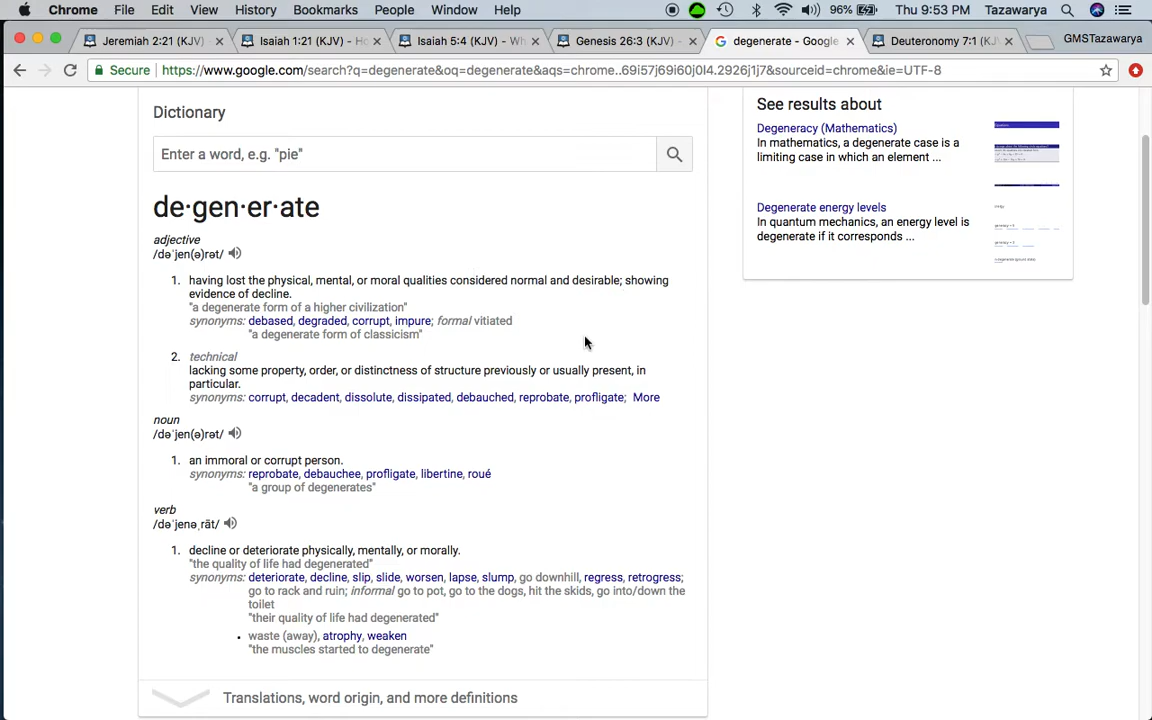 Chrome File Edit View History Bookmarks People Window Help 96% Thu 9:53 PM Tazawarya
Jeremiah 2:21 (KJV) Isaiah 1:21 (KJV) - Ho Isaiah 5:4 (KJV) - Wh Genesis 26:3 (KJV) - degenerate - Google Deuteronomy 7:1 (KJV GMSTazawarya
Secure https://www.google.com/search?q=degenerate&oq=degenerate&aqs=chrome..69i57j69i60j0l4.2926j1j7&sourceid=chrome&ie=UTF-8
Dictionary
Enter a word, e.g. "pie"
de·gen·er·ate
adjective
/dəˈjen(ə)rət/
1. having lost the physical, mental, or moral qualities considered normal and desirable; showing
evidence of decline.
"a degenerate form of a higher civilization"
synonyms: debased, degraded, corrupt, impure; formal vitiated
"a degenerate form of classicism"
2. technical
lacking some property, order, or distinctness of structure previously or usually present, in
particular.
synonyms: corrupt, decadent, dissolute, dissipated, debauched, reprobate, profligate; More
noun
/dəˈjen(ə)rət/
1. an immoral or corrupt person.
synonyms: reprobate, debauchee, profligate, libertine, roué
"a group of degenerates"
verb
/dəˈjenəˌrāt/
1. decline or deteriorate physically, mentally, or morally.
"the quality of life had degenerated"
synonyms: deteriorate, decline, slip, slide, worsen, lapse, slump, go downhill, regress, retrogress;
go to rack and ruin; informal go to pot, go to the dogs, hit the skids, go into/down the
toilet
"their quality of life had degenerated"
• waste (away), atrophy, weaken
"the muscles started to degenerate"
Translations, word origin, and more definitions
See results about
Degeneracy (Mathematics)
In mathematics, a degenerate case is a
limiting case in which an element ...
Degenerate energy levels
In quantum mechanics, an energy level is
degenerate if it corresponds ...